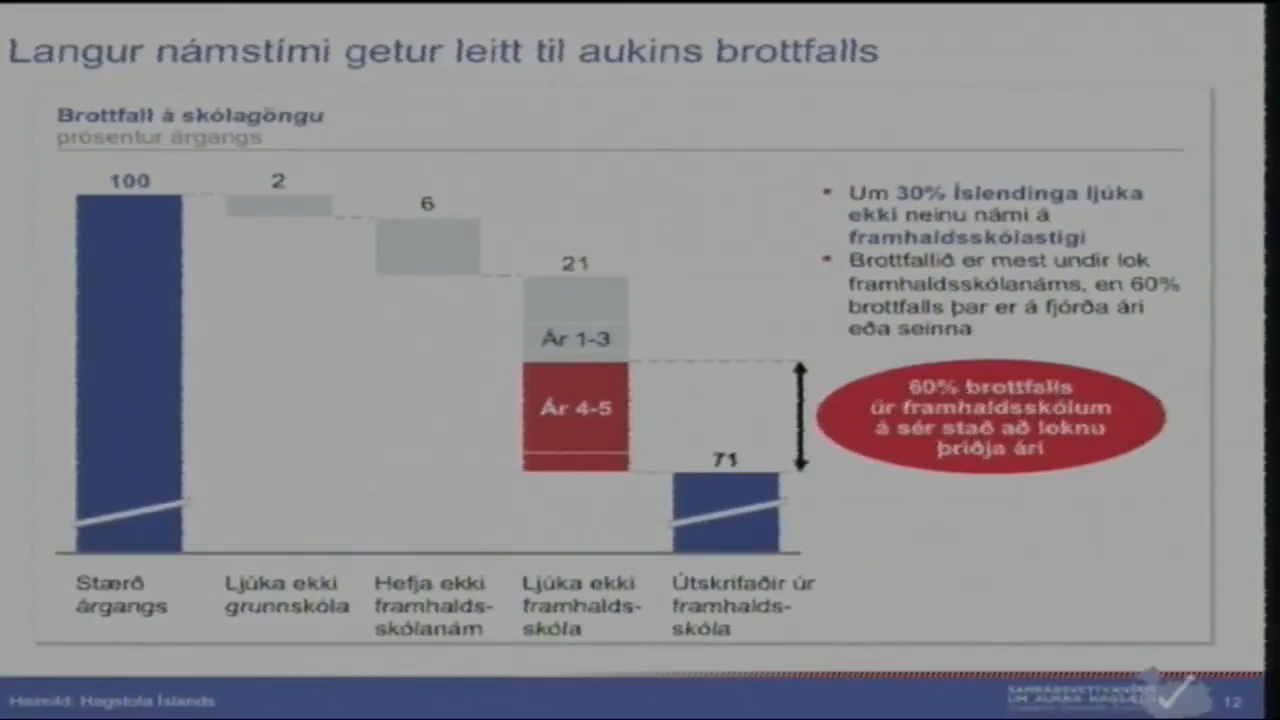 Langur námstími getur leitt til aukins brottfalls
Brottfall á skólagöngu
prósentur árgangs
100
2
6
21
Ár 1-3
Ár 4-5
71
Um 30% Íslendinga ljúka
ekki neinu námi á
framhaldsskólastigi
Brottfallið er mest undir lok
framhaldsskólanáms, en 60%
brottfalls þar er á fjórða ári
eða seinna
60% brottfalls
úr framhaldsskólum
á sér stað að loknu
þriðja ári
Stærð
árgangs
Ljúka ekki
grunnskóla
Hefja ekki
framhalds-
skólanám
Ljúka ekki
framhalds-
skóla
Útskrifaðir úr
framhalds-
skóla
Heimild: Hagstofa Íslands
SAMRÁÐSVETTVANGUR
UM AUKNA HAGSÆLD
12